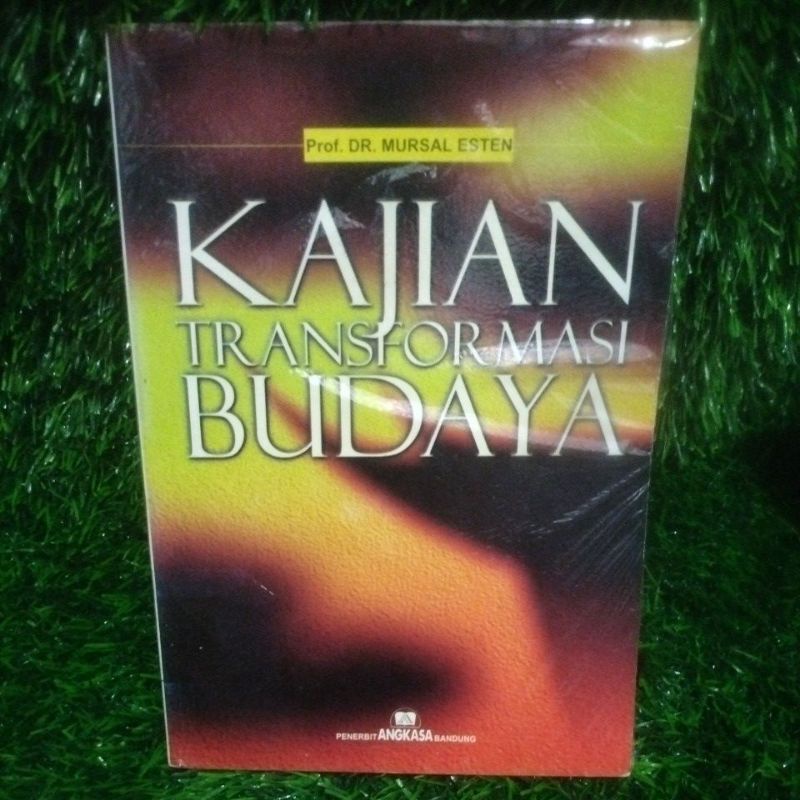 Prof. DR. MURSAL ESTEN
KAJIAN
TRANSFORMASI
BUDAYA
PENERBIT ANGKASA BANDUNG